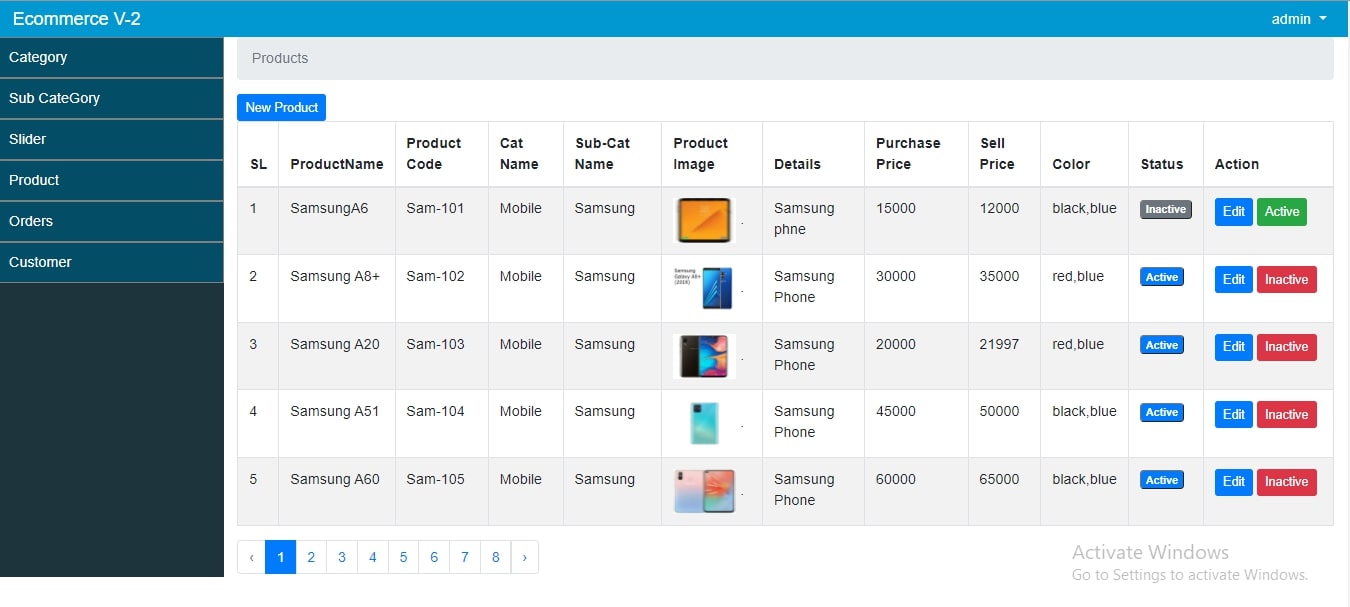 Ecommerce V-2
admin
Category
Sub CateGory
Slider
Product
Orders
Customer
Products
New Product
SL ProductName Product Code Cat Name Sub-Cat Name Product Image Details Purchase Price Sell Price Color Status Action
1 SamsungA6 Sam-101 Mobile Samsung . Samsung phne 15000 12000 black,blue Inactive Edit Active
2 Samsung A8+ Sam-102 Mobile Samsung Samsung Galaxy A8+ (2018) . Samsung Phone 30000 35000 red,blue Active Edit Inactive
3 Samsung A20 Sam-103 Mobile Samsung . Samsung Phone 20000 21997 red,blue Active Edit Inactive
4 Samsung A51 Sam-104 Mobile Samsung . Samsung Phone 45000 50000 black,blue Active Edit Inactive
5 Samsung A60 Sam-105 Mobile Samsung . Samsung Phone 60000 65000 black,blue Active Edit Inactive
‹ 1 2 3 4 5 6 7 8 ›
Activate Windows
Go to Settings to activate Windows.